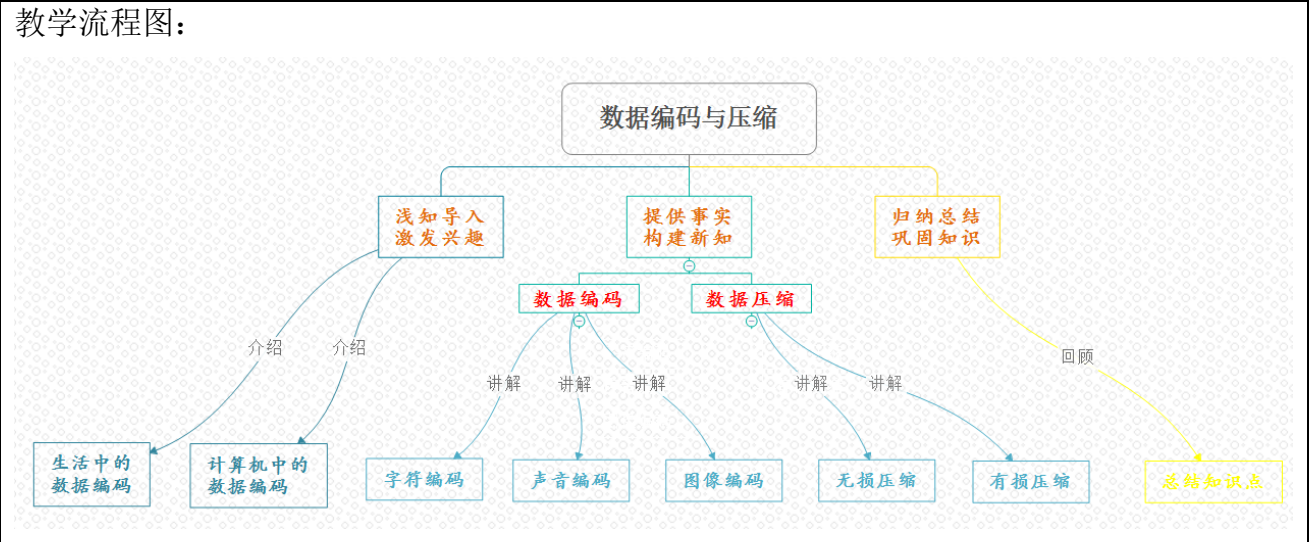 教学流程图：
数据编码与压缩
浅知导入
激发兴趣
提供事实
构建新知
归纳总结
巩固知识
数据编码
数据压缩
介绍
介绍
回顾
讲解
讲解
讲解
讲解
讲解
生活中的
数据编码
计算机中的
数据编码
字符编码
声音编码
图像编码
无损压缩
有损压缩
总结知识点